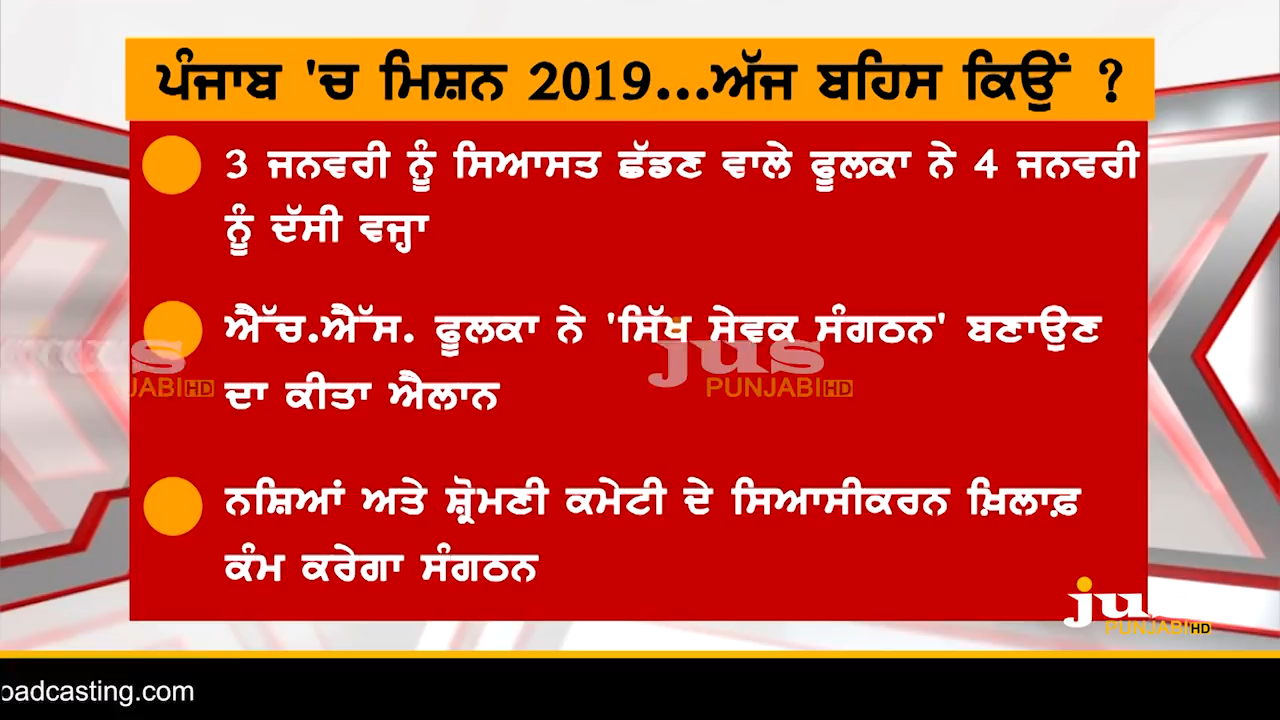 ਪੰਜਾਬ 'ਚ ਮਿਸ਼ਨ 2019...ਅੱਜ ਬਹਿਸ ਕਿਉਂ ?
3 ਜਨਵਰੀ ਨੂੰ ਸਿਆਸਤ ਛੱਡਣ ਵਾਲੇ ਫੂਲਕਾ ਨੇ 4 ਜਨਵਰੀ
ਨੂੰ ਦੱਸੀ ਵਜ੍ਹਾ
ਐੱਚ.ਐੱਸ. ਫੂਲਕਾ ਨੇ 'ਸਿੱਖ ਸੇਵਕ ਸੰਗਠਨ' ਬਣਾਉਣ
ਦਾ ਕੀਤਾ ਐਲਾਨ
jus
PUNJABI HD
jus
PUNJABI HD
ਨਸ਼ਿਆਂ ਅਤੇ ਸ਼੍ਰੋਮਣੀ ਕਮੇਟੀ ਦੇ ਸਿਆਸੀਕਰਨ ਖ਼ਿਲਾਫ਼
ਕੰਮ ਕਰੇਗਾ ਸੰਗਠਨ
jus
PUNJABI HD
oadcasting.com